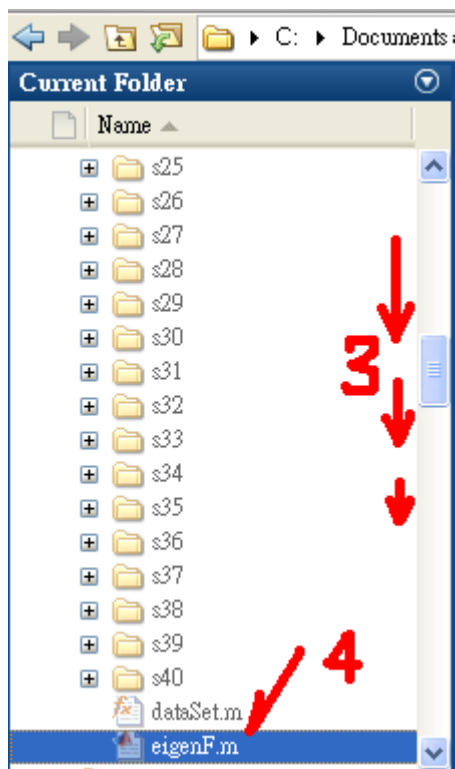 C: Documents
Current Folder
Name
s25
s26
s27
s28
s29
s30
s31
3
s32
s33
s34
s35
s36
s37
s38
s39
4
s40
dataSet.m
eigenF.m